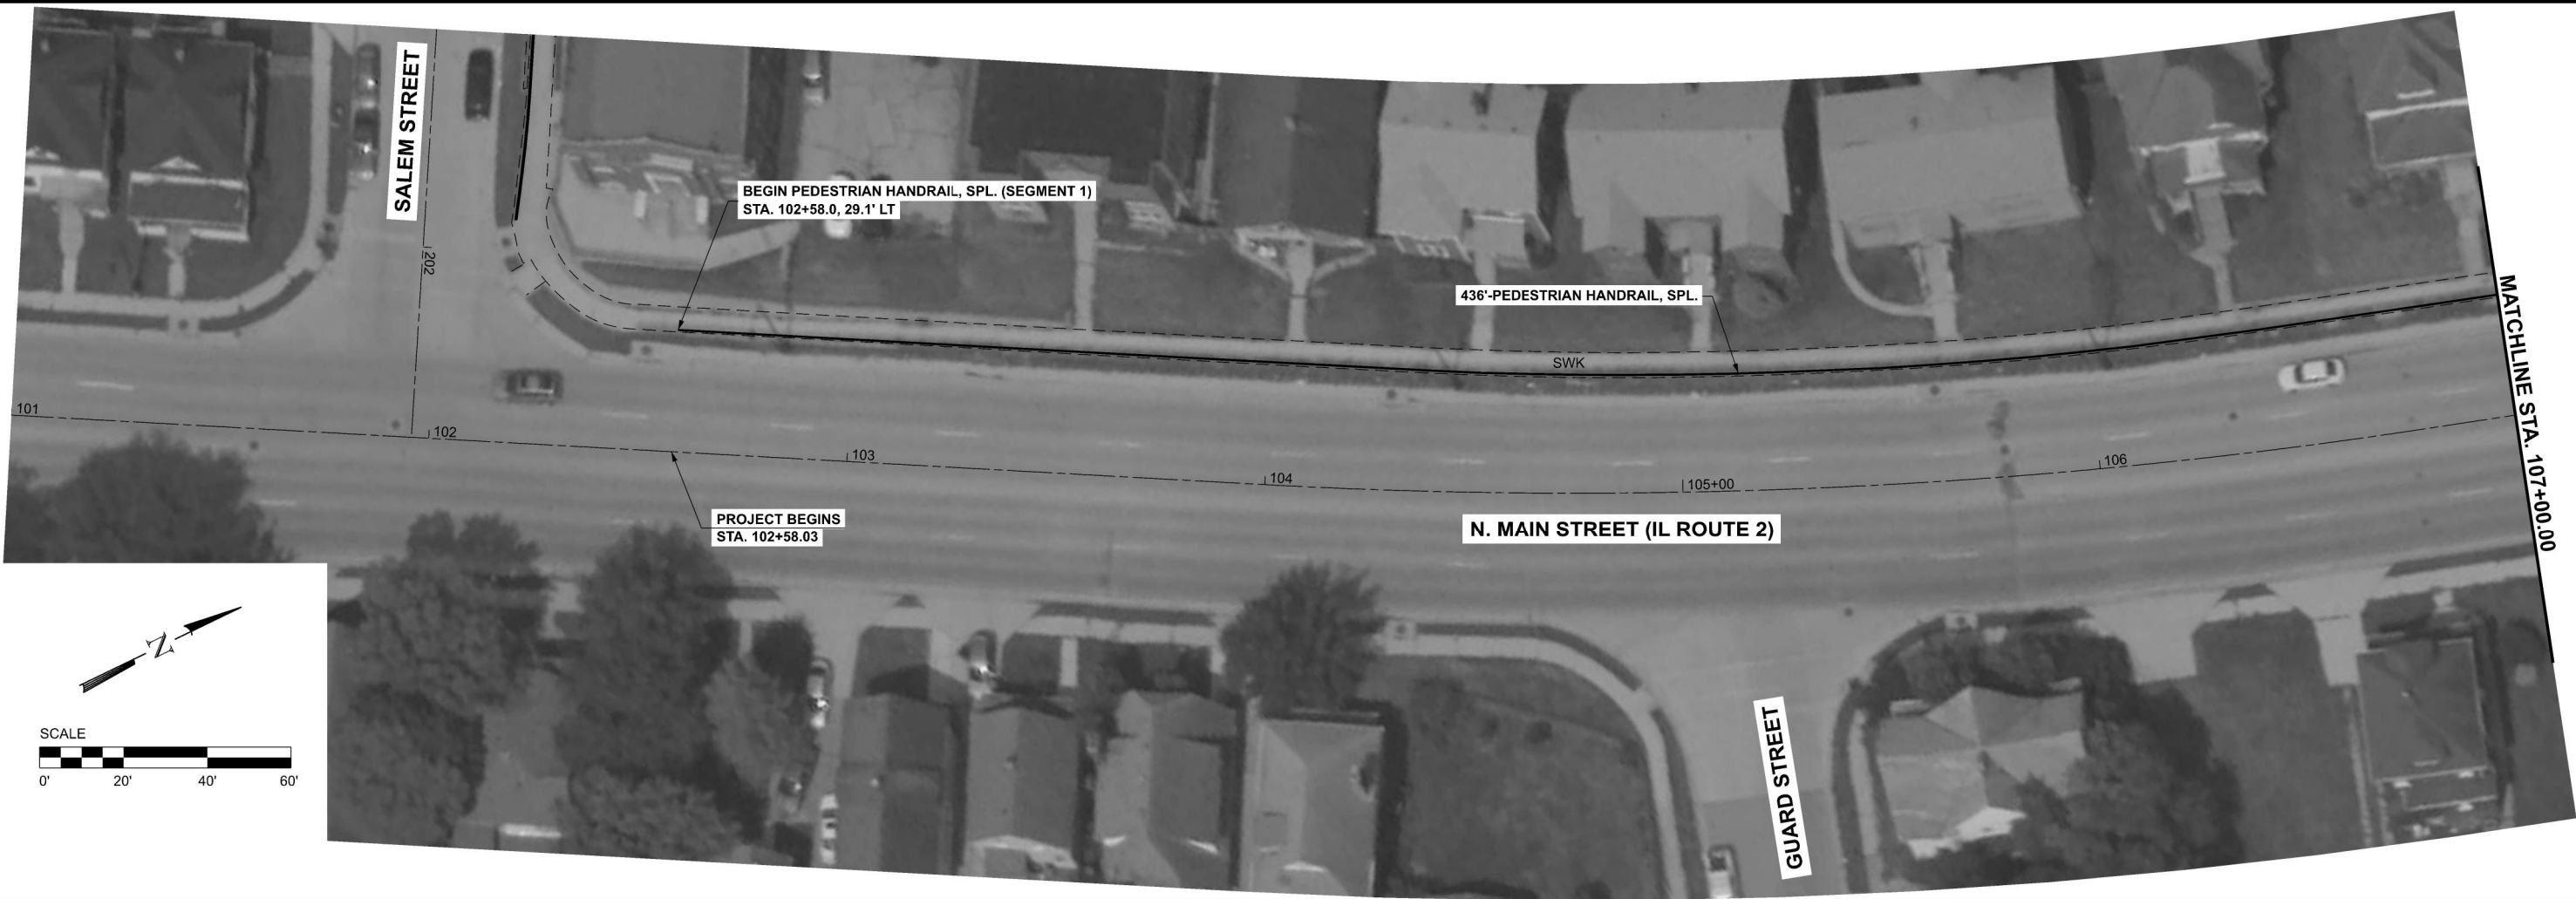 SALEM STREET
202
BEGIN PEDESTRIAN HANDRAIL, SPL. (SEGMENT 1)
STA. 102+58.0, 29.1' LT
436'-PEDESTRIAN HANDRAIL, SPL.
SWK
MATCHLINE STA. 107+00.00
101
102
103
104
105+00
106
PROJECT BEGINS
STA. 102+58.03
N. MAIN STREET (IL ROUTE 2)
GUARD STREET
N
SCALE
0' 20' 40' 60'